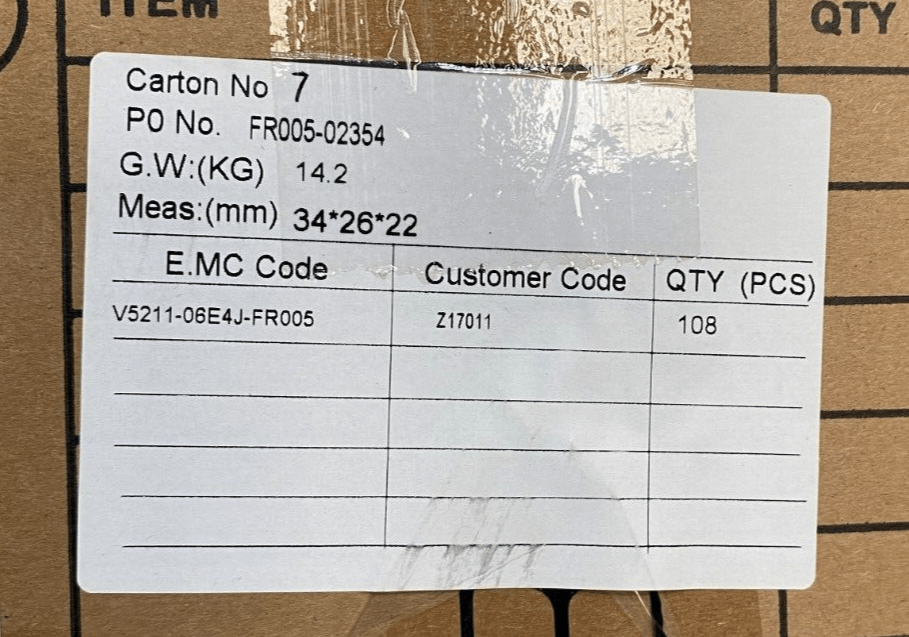 ITEM
QTY
Carton No 7
PO No. FR005-02354
G.W:(KG) 14.2
Meas:(mm) 34*26*22
E.MC Code Customer Code QTY (PCS)
V5211-06E4J-FR005 Z17011 108